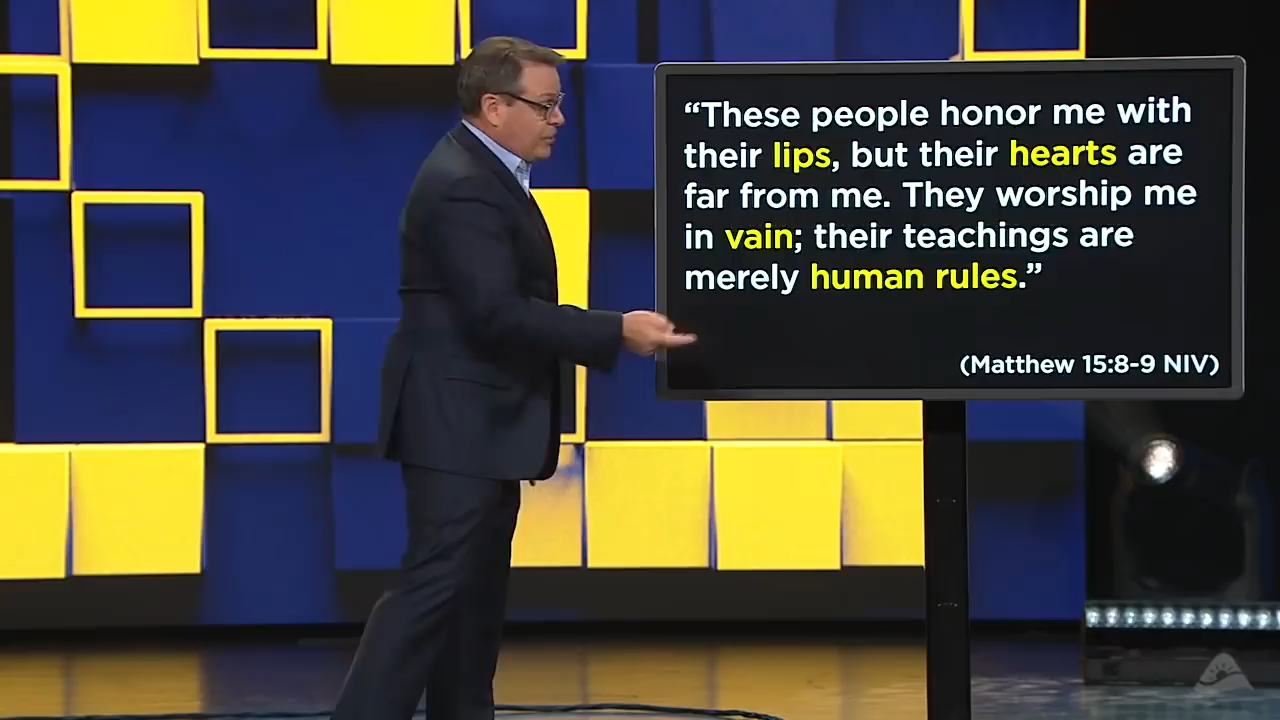 “These people honor me with
their lips, but their hearts are
far from me. They worship me
in vain; their teachings are
merely human rules.”
(Matthew 15:8-9 NIV)